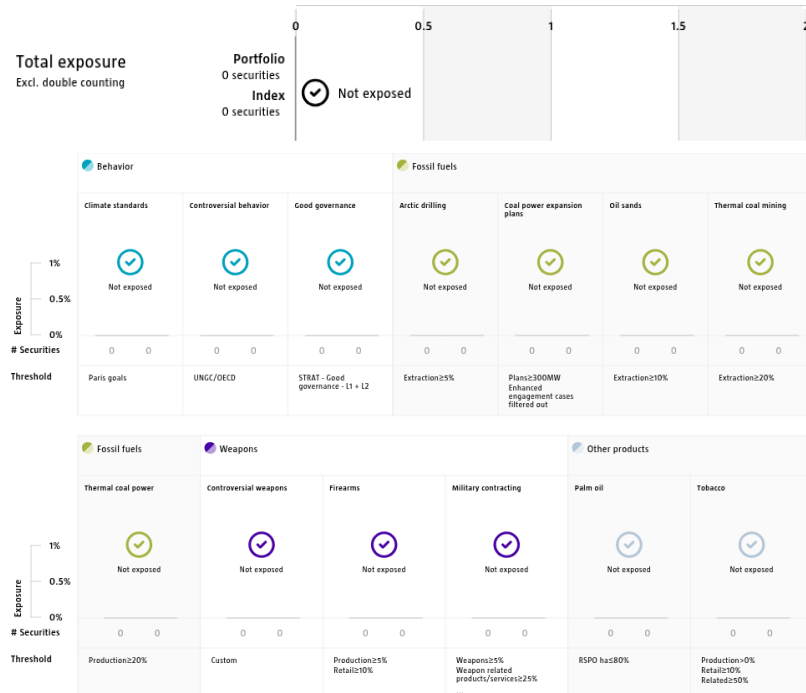 0 0.5 1 1.5 2
Total exposure
Excl. double counting
Portfolio
0 securities
Index
0 securities
Not exposed
Behavior Fossil fuels
Climate standards Controversial behavior Good governance Arctic drilling Coal power expansion plans Oil sands Thermal coal mining
Exposure
1%
0.5%
0%
Not exposed Not exposed Not exposed Not exposed Not exposed Not exposed Not exposed
# Securities 0 0 0 0 0 0 0 0 0 0 0 0 0 0
Threshold Paris goals UNGC/OECD STRAT - Good governance - L1 + L2 Extraction≥5% Plans≥300MW Enhanced engagement cases filtered out Extraction≥10% Extraction≥20%
Fossil fuels Weapons Other products
Thermal coal power Controversial weapons Firearms Military contracting Palm oil Tobacco
Exposure
1%
0.5%
0%
Not exposed Not exposed Not exposed Not exposed Not exposed Not exposed
# Securities 0 0 0 0 0 0 0 0 0 0 0 0
Threshold Production≥20% Custom Production≥5% Retail≥10% Weapons≥5% Weapon related products/services≥25% RSPO ha≤80% Production>0% Retail≥10% Related≥50%